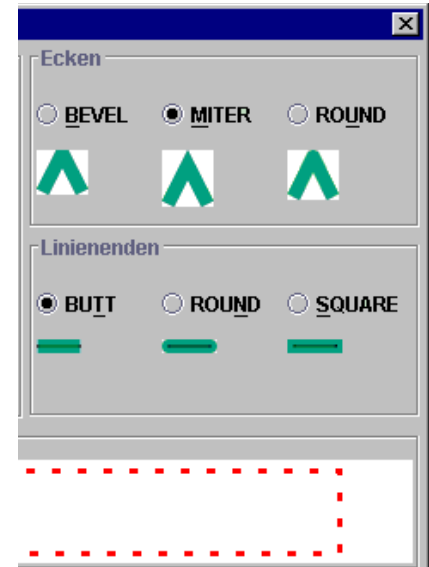 Ecken
BEVEL MITER ROUND
Linienenden
BUTT ROUND SQUARE